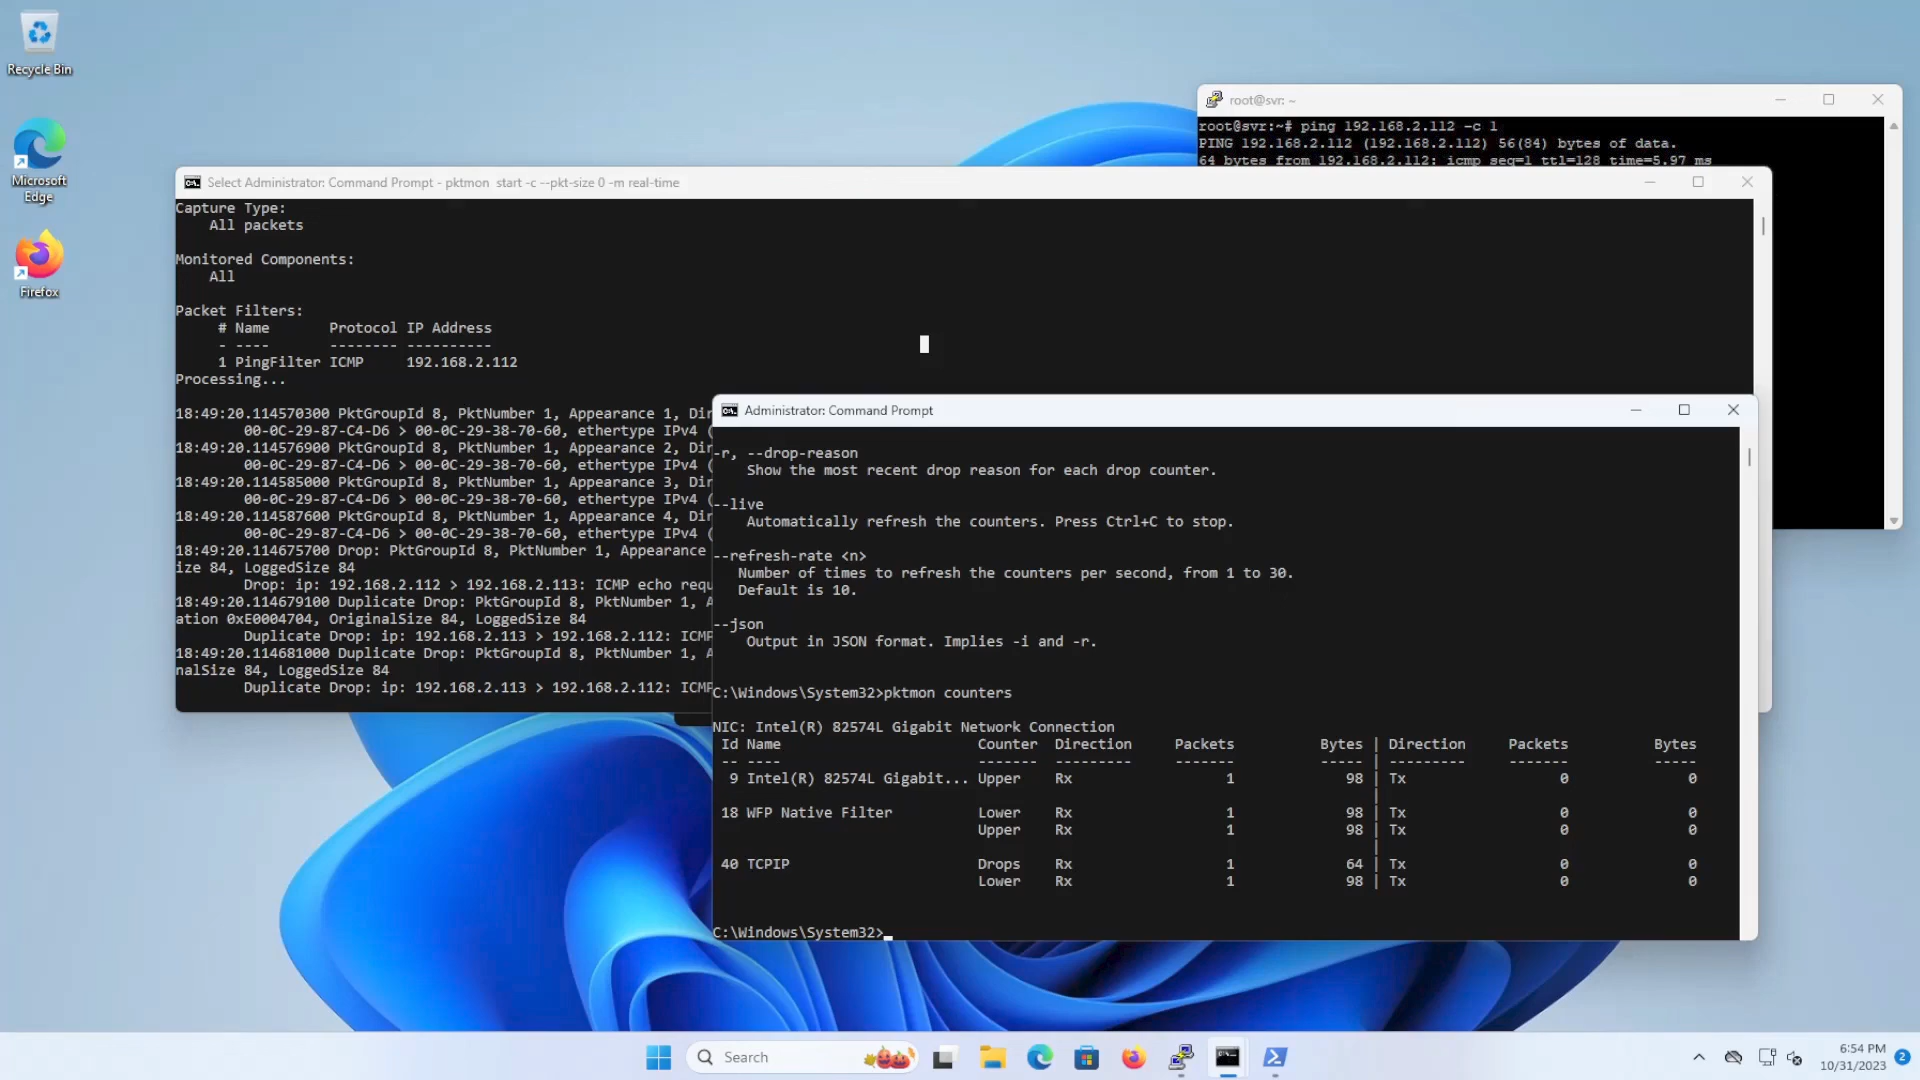 Recycle Bin
Microsoft
Edge
Firefox
root@svr: ~
root@svr:~# ping 192.168.2.112 -c 1
PING 192.168.2.112 (192.168.2.112) 56(84) bytes of data.
64 bytes from 192.168.2.112: icmp_seq=1 ttl=128 time=5.97 ms
Select Administrator: Command Prompt - pktmon  start -c --pkt-size 0 -m real-time
Capture Type:
All packets
Monitored Components:
All
Packet Filters:
# Name Protocol IP Address
- ---- -------- ----------
1 PingFilter ICMP 192.168.2.112
Processing...
18:49:20.114570300 PktGroupId 8, PktNumber 1, Appearance 1, Dir
00-0C-29-87-C4-D6 > 00-0C-29-38-70-60, ethertype IPv4 (
18:49:20.114576900 PktGroupId 8, PktNumber 1, Appearance 2, Dir
00-0C-29-87-C4-D6 > 00-0C-29-38-70-60, ethertype IPv4 (
18:49:20.114585000 PktGroupId 8, PktNumber 1, Appearance 3, Dir
00-0C-29-87-C4-D6 > 00-0C-29-38-70-60, ethertype IPv4 (
18:49:20.114587600 PktGroupId 8, PktNumber 1, Appearance 4, Dir
00-0C-29-87-C4-D6 > 00-0C-29-38-70-60, ethertype IPv4 (
18:49:20.114675700 Drop: PktGroupId 8, PktNumber 1, Appearance
ize 84, LoggedSize 84
Drop: ip: 192.168.2.112 > 192.168.2.113: ICMP echo requ
18:49:20.114679100 Duplicate Drop: PktGroupId 8, PktNumber 1, A
ation 0xE0004704, OriginalSize 84, LoggedSize 84
Duplicate Drop: ip: 192.168.2.113 > 192.168.2.112: ICMP
18:49:20.114681000 Duplicate Drop: PktGroupId 8, PktNumber 1, A
nalSize 84, LoggedSize 84
Duplicate Drop: ip: 192.168.2.113 > 192.168.2.112: ICMP
Administrator: Command Prompt
-r, --drop-reason
Show the most recent drop reason for each drop counter.
--live
Automatically refresh the counters. Press Ctrl+C to stop.
--refresh-rate <n>
Number of times to refresh the counters per second, from 1 to 30.
Default is 10.
--json
Output in JSON format. Implies -i and -r.
C:\Windows\System32>pktmon counters
NIC: Intel(R) 82574L Gigabit Network Connection
Id Name Counter Direction Packets Bytes | Direction Packets Bytes
-- ---- ------- --------- ------- ----- | --------- ------- -----
9 Intel(R) 82574L Gigabit... Upper Rx 1 98 | Tx 0 0
|
18 WFP Native Filter Lower Rx 1 98 | Tx 0 0
Upper Rx 1 98 | Tx 0 0
|
40 TCPIP Drops Rx 1 64 | Tx 0 0
Lower Rx 1 98 | Tx 0 0
C:\Windows\System32>
Search
6:54 PM
10/31/2023
2